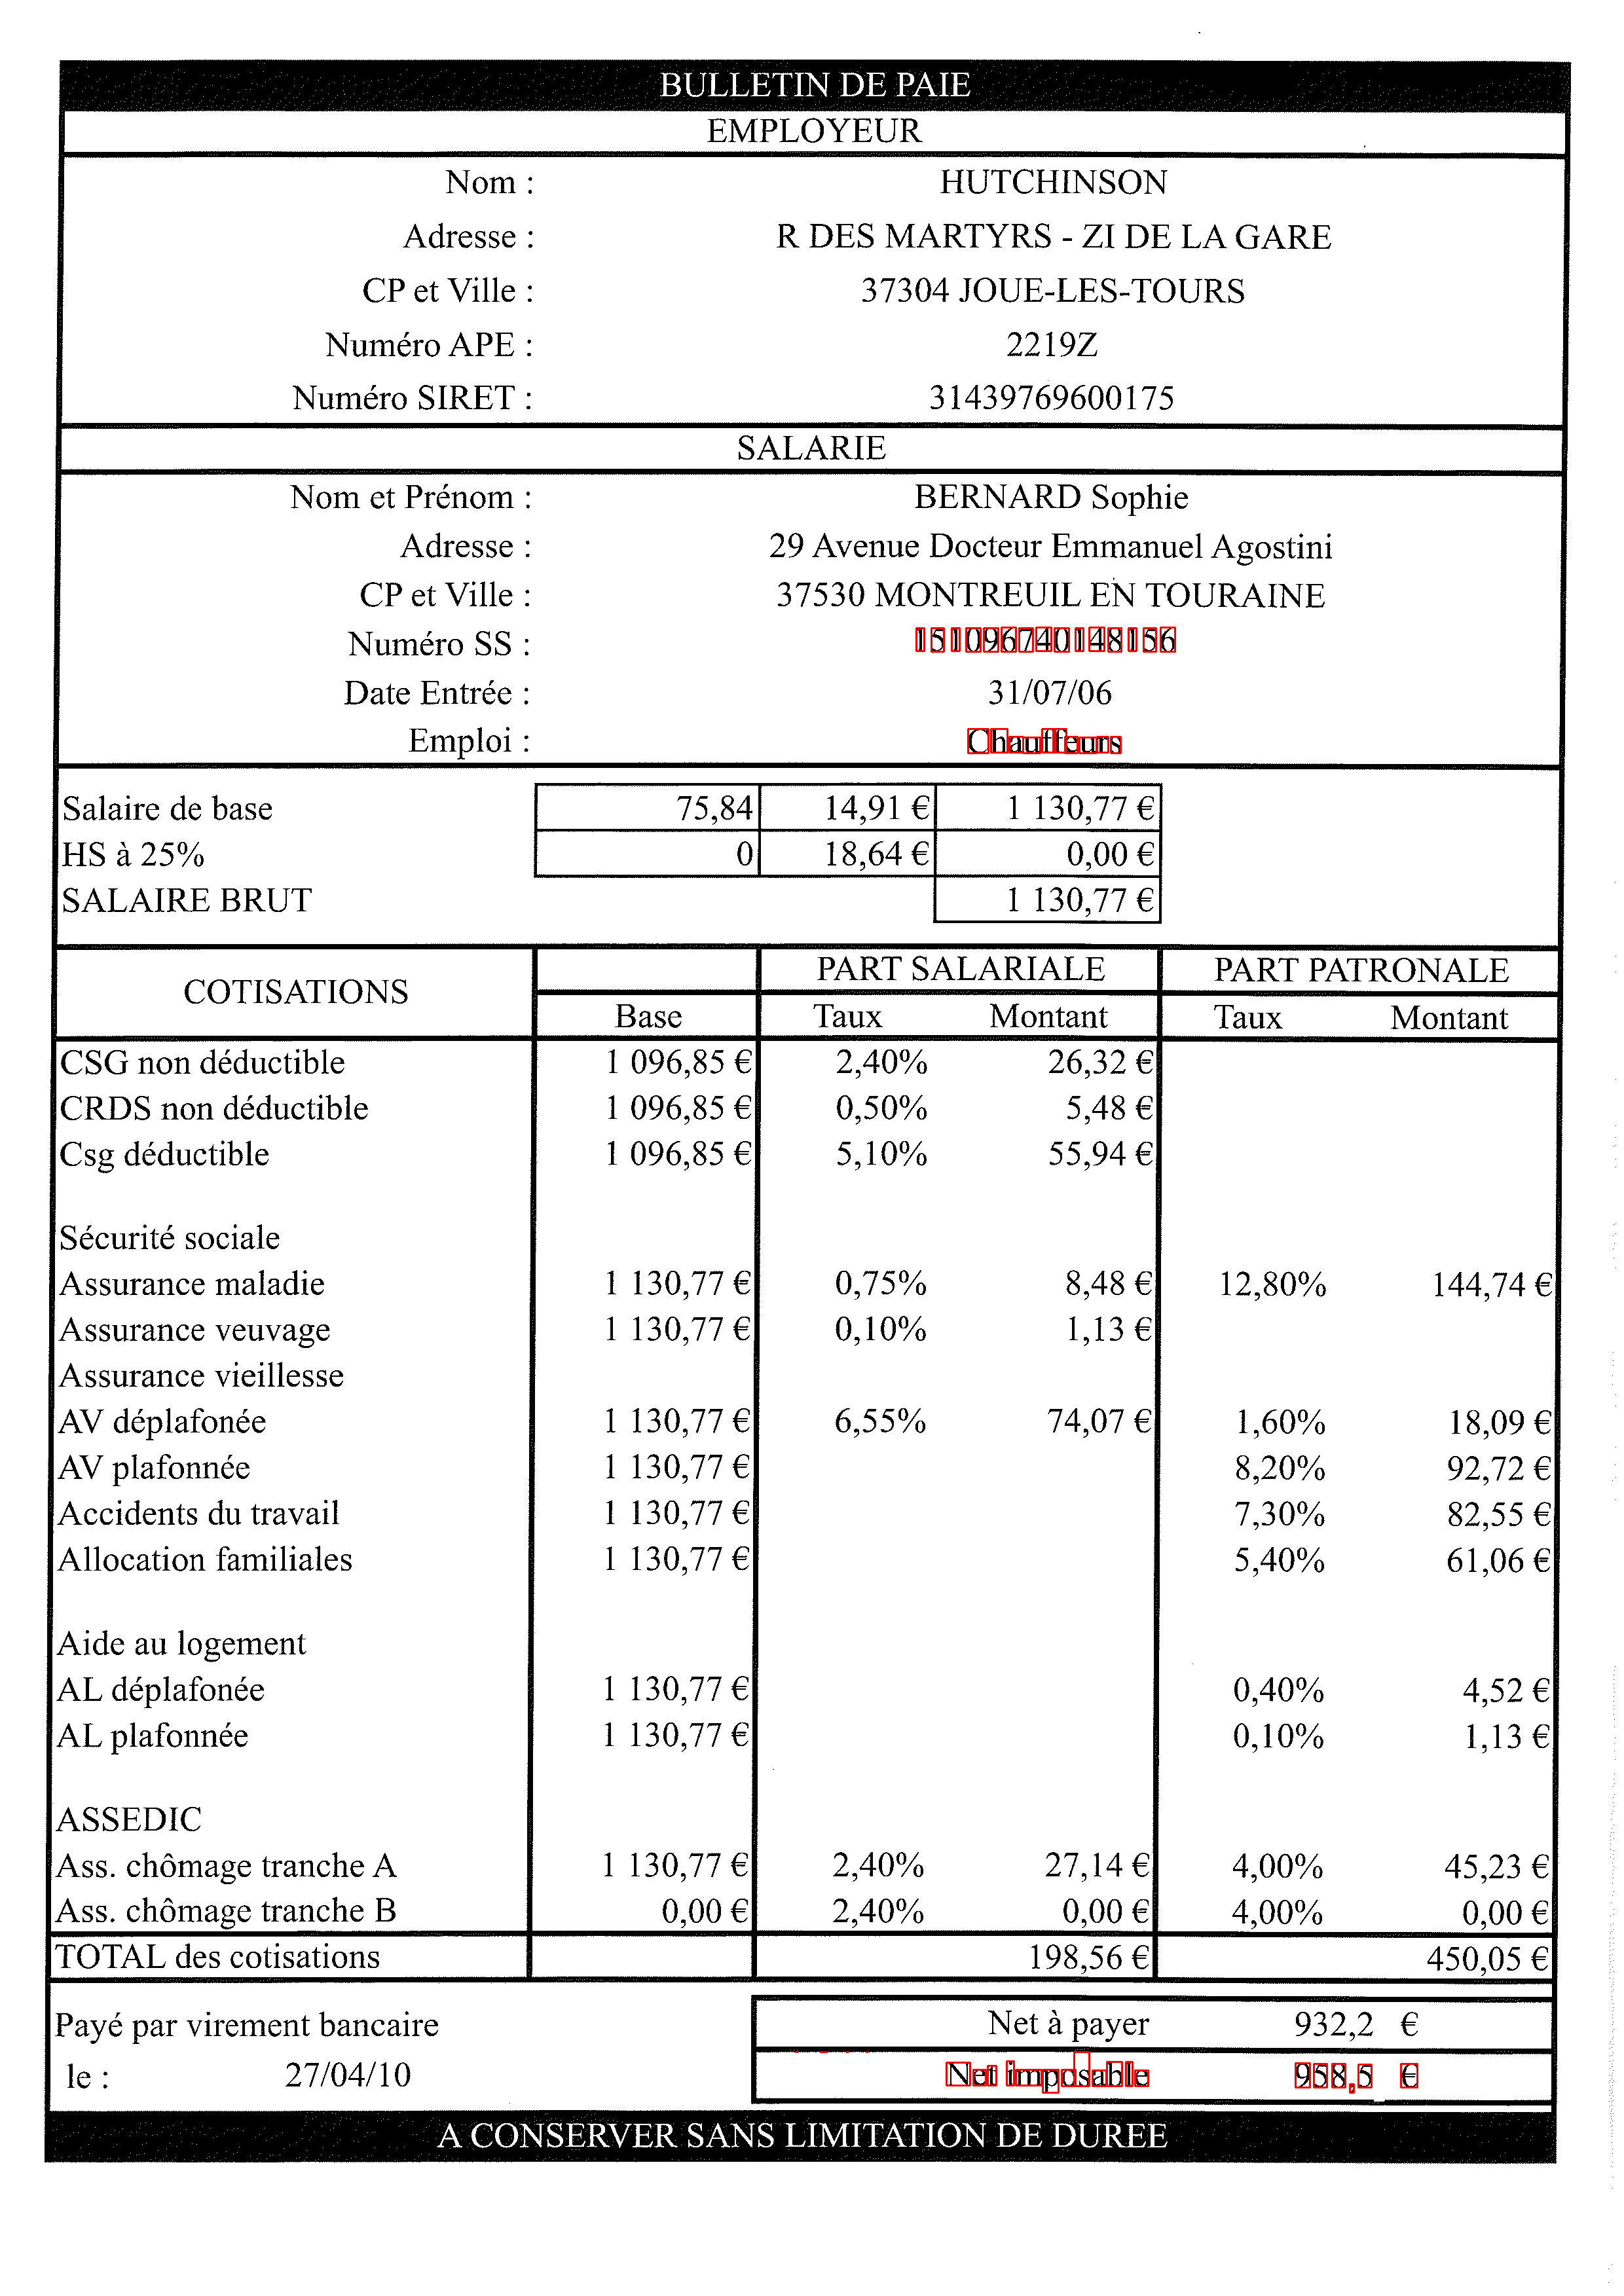 BULLETIN DE PAIE
EMPLOYEUR
Nom : HUTCHINSON
Adresse : R DES MARTYRS - ZI DE LA GARE
CP et Ville : 37304 JOUE-LES-TOURS
Numéro APE : 2219Z
Numéro SIRET : 31439769600175
SALARIE
Nom et Prénom : BERNARD Sophie
Adresse : 29 Avenue Docteur Emmanuel Agostini
CP et Ville : 37530 MONTREUIL EN TOURAINE
Numéro SS : 151096740148156
Date Entrée : 31/07/06
Emploi : Chauffeurs
Salaire de base 75,84 14,91 € 1 130,77 €
HS à 25% 0 18,64 € 0,00 €
SALAIRE BRUT 1 130,77 €
COTISATIONS PART SALARIALE PART PATRONALE
Base Taux Montant Taux Montant
CSG non déductible 1 096,85 € 2,40% 26,32 €
CRDS non déductible 1 096,85 € 0,50% 5,48 €
Csg déductible 1 096,85 € 5,10% 55,94 €
Sécurité sociale
Assurance maladie 1 130,77 € 0,75% 8,48 € 12,80% 144,74 €
Assurance veuvage 1 130,77 € 0,10% 1,13 €
Assurance vieillesse
AV déplafonée 1 130,77 € 6,55% 74,07 € 1,60% 18,09 €
AV plafonnée 1 130,77 € 8,20% 92,72 €
Accidents du travail 1 130,77 € 7,30% 82,55 €
Allocation familiales 1 130,77 € 5,40% 61,06 €
Aide au logement
AL déplafonée 1 130,77 € 0,40% 4,52 €
AL plafonnée 1 130,77 € 0,10% 1,13 €
ASSEDIC
Ass. chômage tranche A 1 130,77 € 2,40% 27,14 € 4,00% 45,23 €
Ass. chômage tranche B 0,00 € 2,40% 0,00 € 4,00% 0,00 €
TOTAL des cotisations 198,56 € 450,05 €
Payé par virement bancaire Net à payer 932,2 €
le : 27/04/10 Net imposable 958,5 €
A CONSERVER SANS LIMITATION DE DUREE